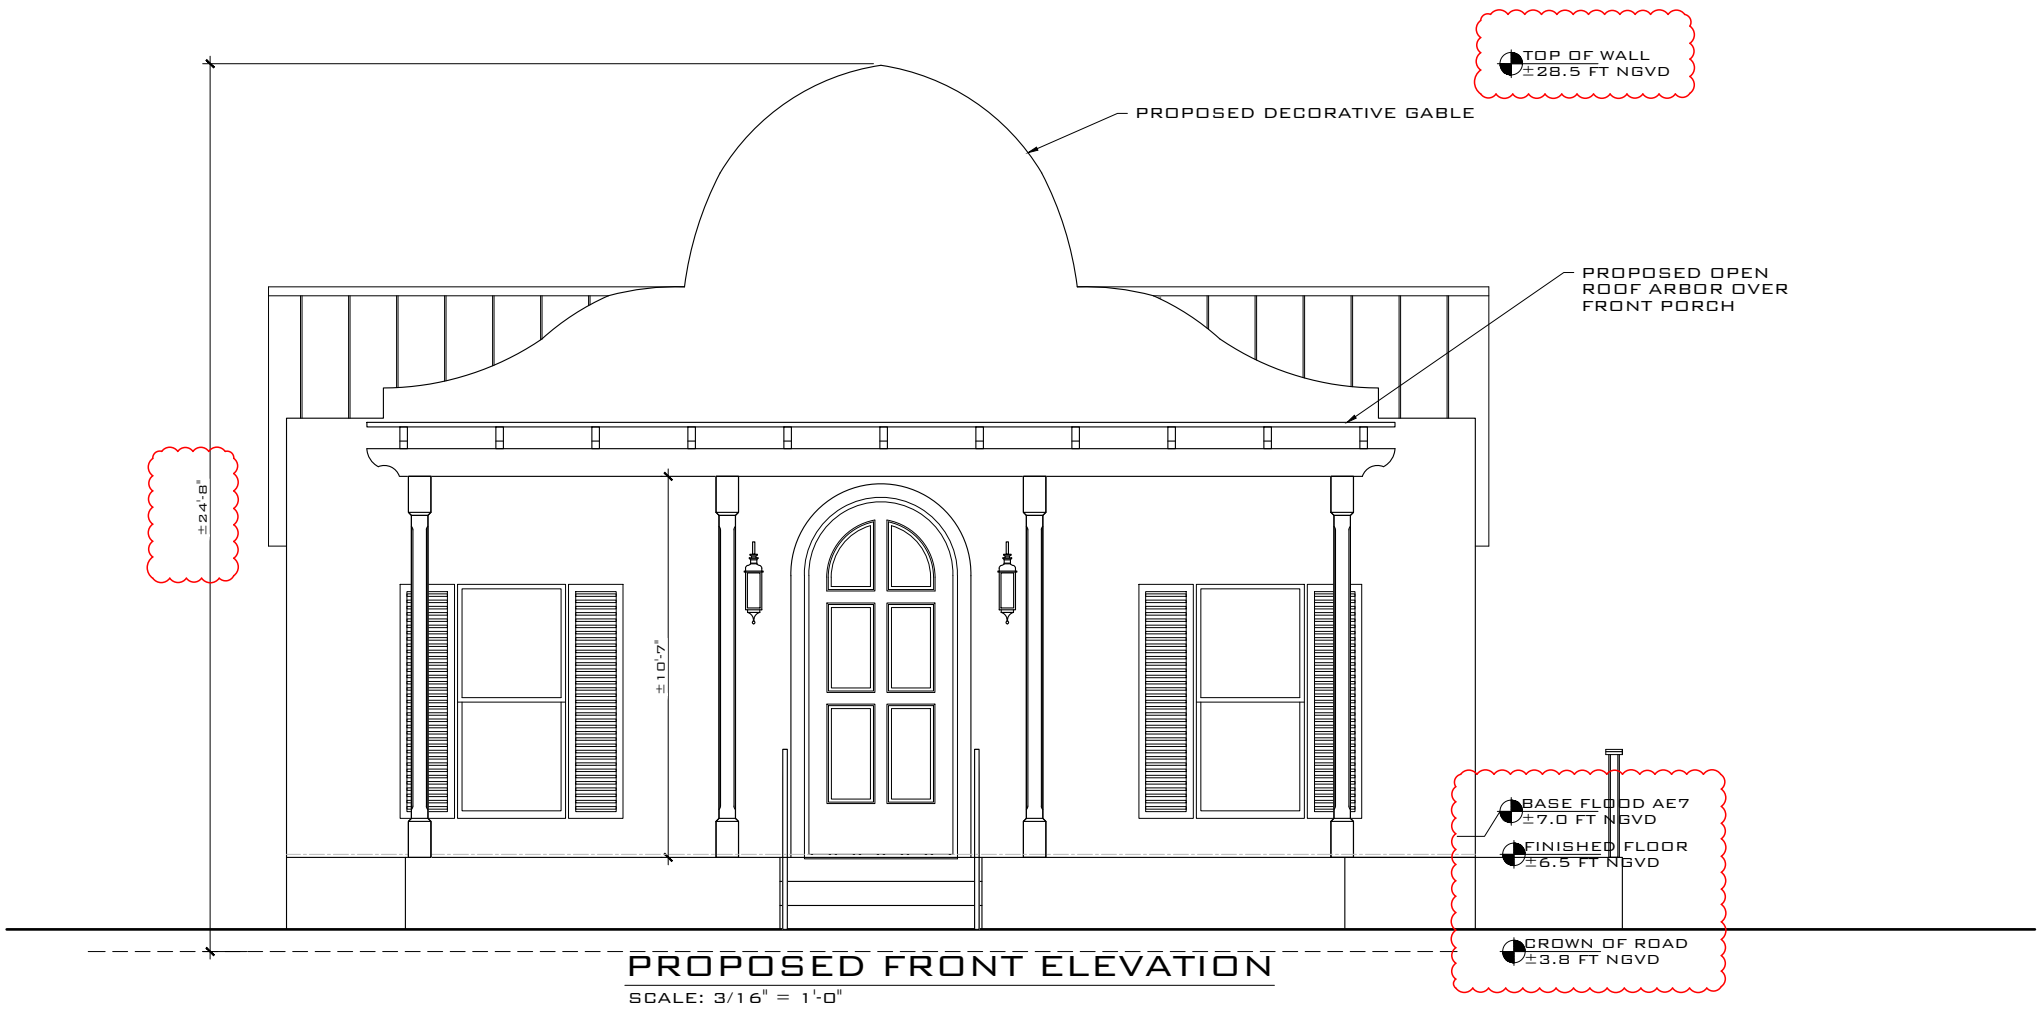 TOP OF WALL
±28.5 FT NGVD
PROPOSED DECORATIVE GABLE
PROPOSED OPEN
ROOF ARBOR OVER
FRONT PORCH
±24'-8"
±10'-7"
BASE FLOOD AE7
±7.0 FT NGVD
FINISHED FLOOR
±6.5 FT NGVD
CROWN OF ROAD
±3.8 FT NGVD
PROPOSED FRONT ELEVATION
SCALE: 3/16" = 1'-0"